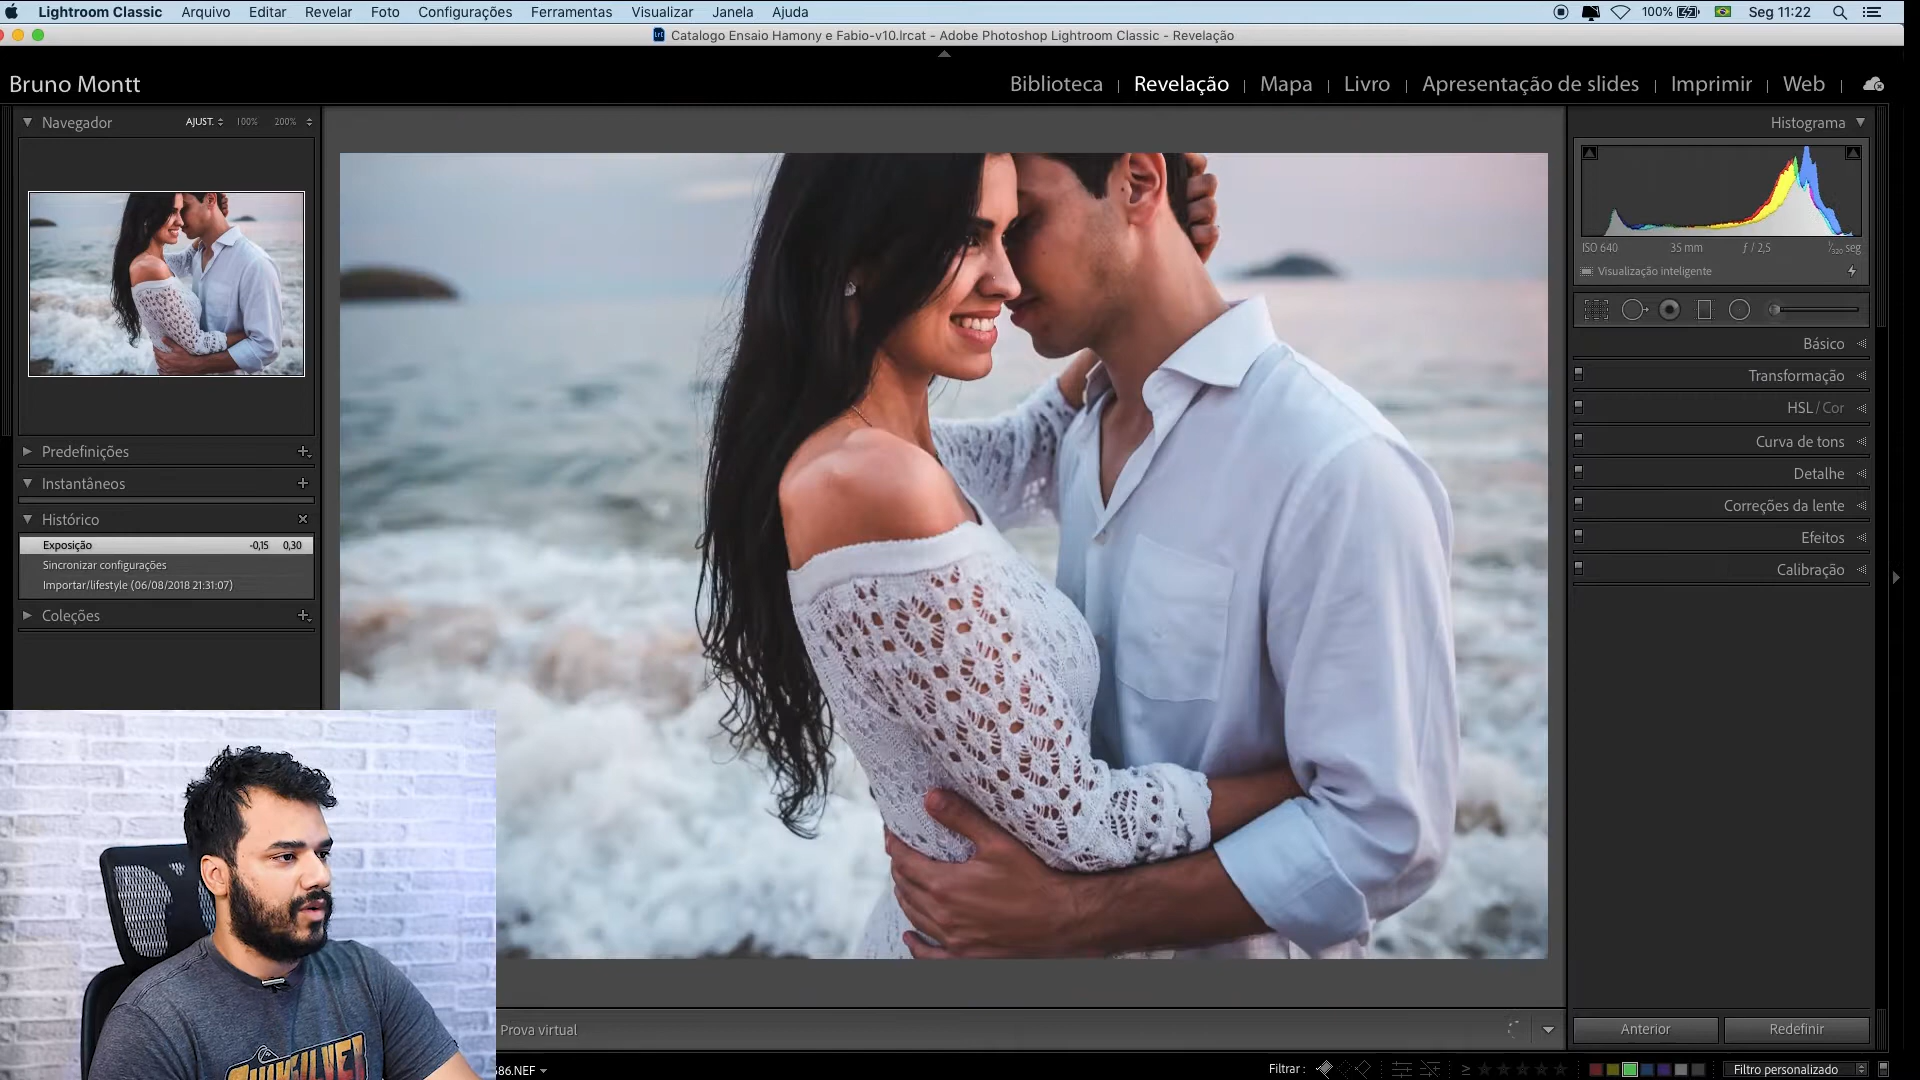 Lightroom Classic Arquivo Editar Revelar Foto Configurações Ferramentas Visualizar Janela Ajuda 100% Seg 11:22
Catalogo Ensaio Hamony e Fabio-v10.lrcat - Adobe Photoshop Lightroom Classic - Revelação
Bruno Montt
Biblioteca | Revelação | Mapa | Livro | Apresentação de slides | Imprimir | Web |
Navegador AJUST. 100% 200%
Predefinições
Instantâneos
Histórico
Exposição -0,15 0,30
Sincronizar configurações
Importar/lifestyle (06/08/2018 21:31:07)
Coleções
Histograma
ISO 640 35 mm ƒ / 2,5 1/320 seg
Visualização inteligente
Básico
Transformação
HSL / Cor
Curva de tons
Detalhe
Correções da lente
Efeitos
Calibração
Prova virtual
Anterior Redefinir
86.NEF
Filtrar : Filtro personalizado
QUIKSILVER